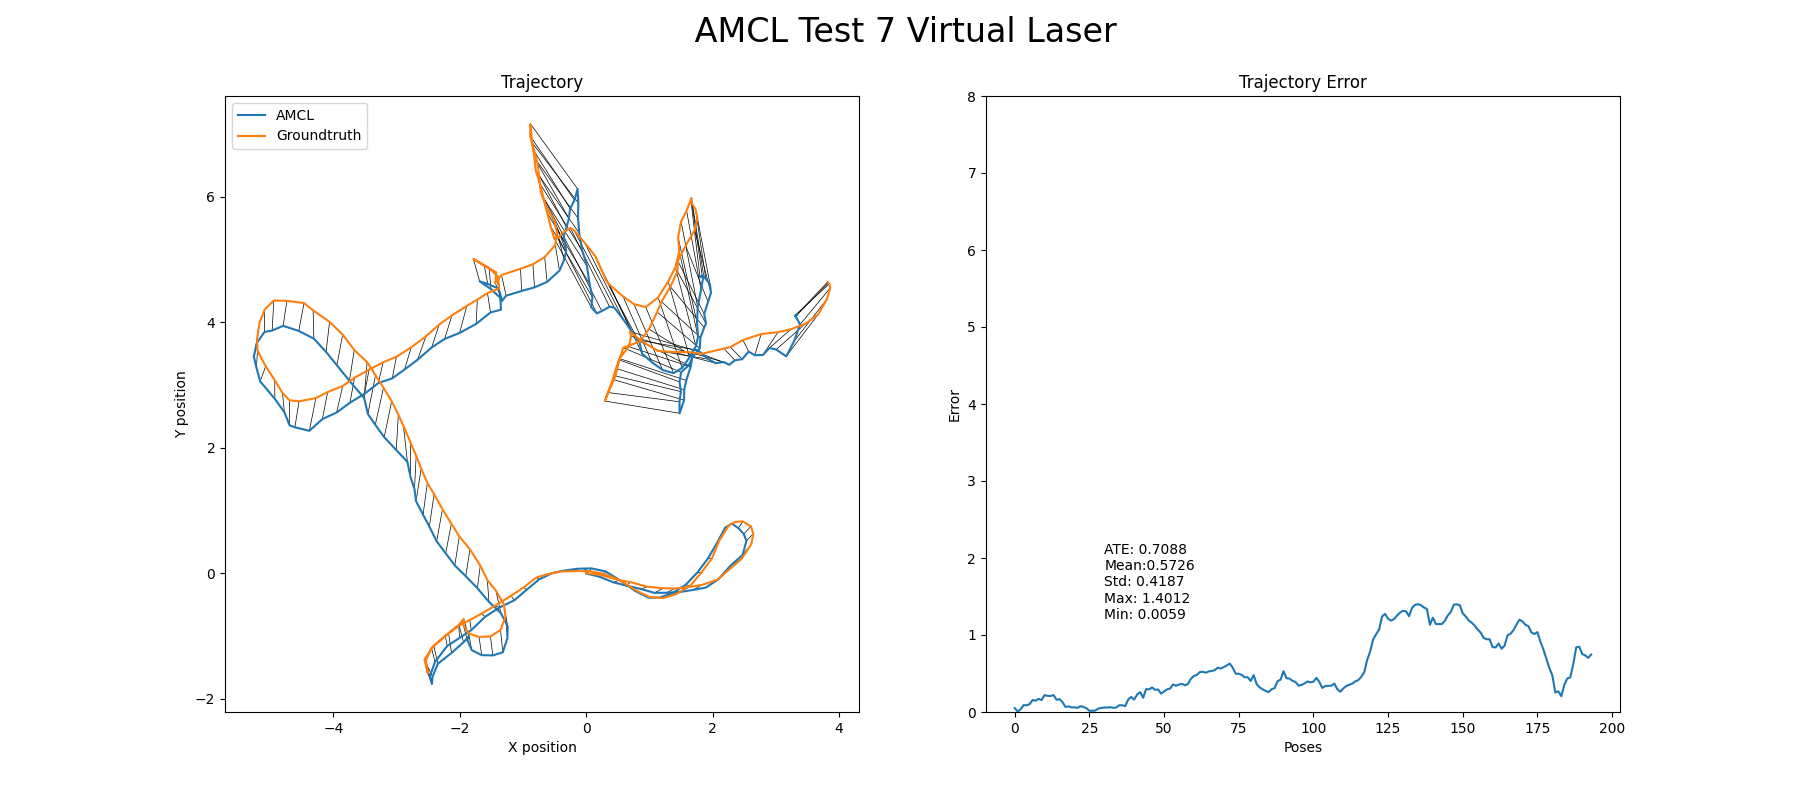 AMCL Test 7 Virtual Laser
Trajectory
AMCL
Groundtruth
6
4
2
0
−2
Y position
−4
−2
0
2
4
X position
Trajectory Error
8
7
6
5
4
3
2
1
0
Error
ATE: 0.7088
Mean:0.5726
Std: 0.4187
Max: 1.4012
Min: 0.0059
0
25
50
75
100
125
150
175
200
Poses